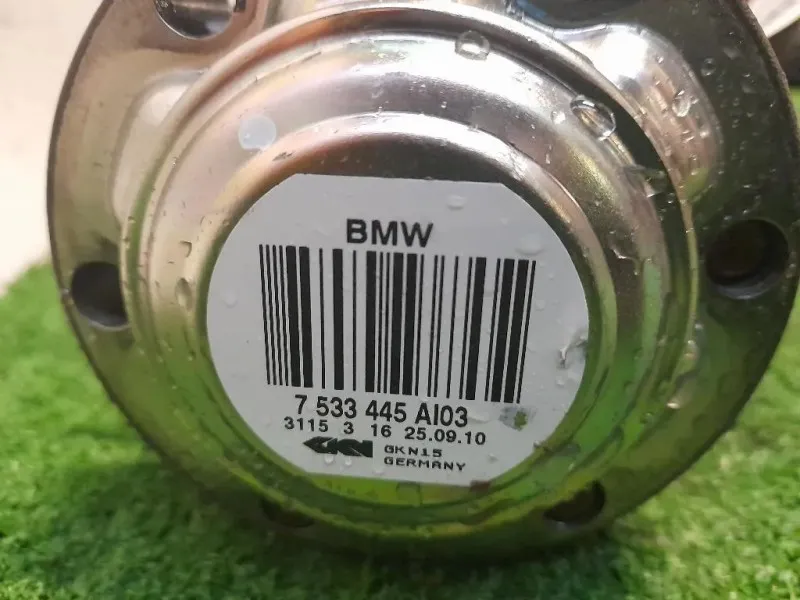 BMW
7 533 445 AI03
3115 3 16 25.09.10
GKN GKN15
GERMANY